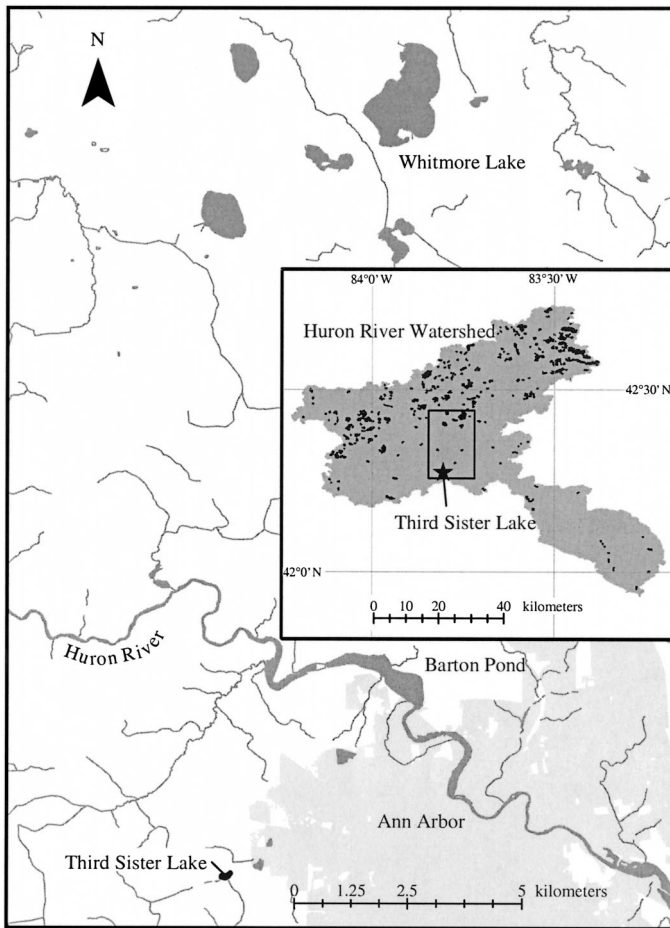 N
Whitmore Lake
84°0' W
83°30' W
Huron River Watershed
42°30' N
Third Sister Lake
42°0' N
0 10 20 40 kilometers
Huron River
Barton Pond
Ann Arbor
Third Sister Lake
0 1.25 2.5 5 kilometers